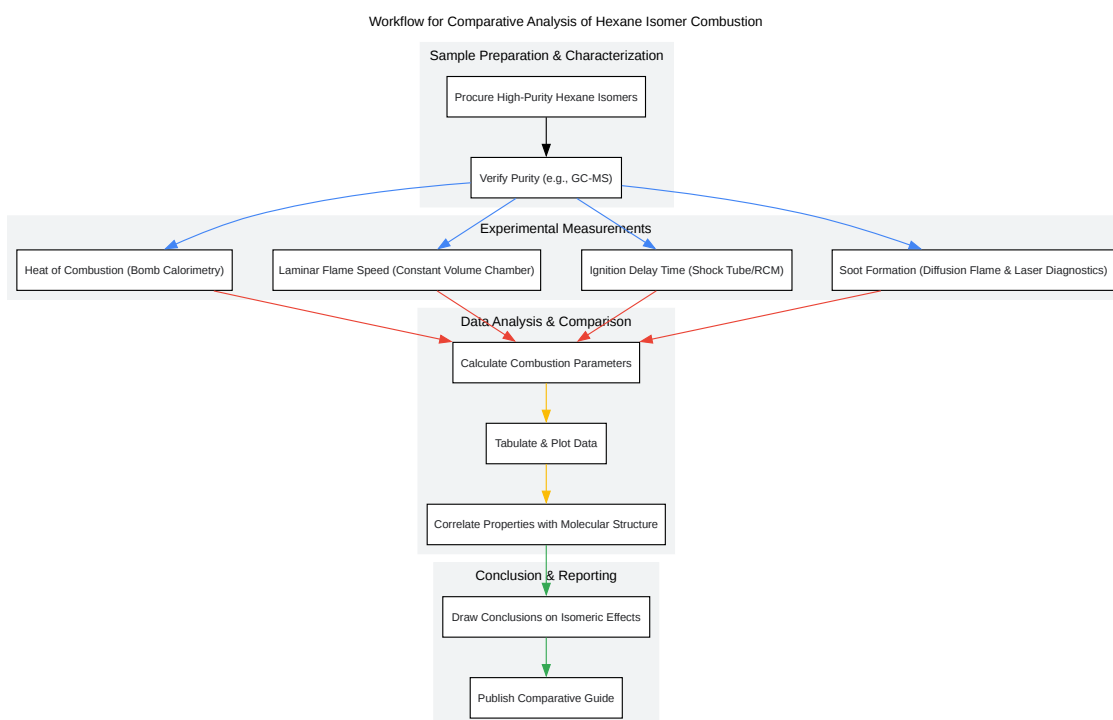 Workflow for Comparative Analysis of Hexane Isomer Combustion
Sample Preparation & Characterization
Procure High-Purity Hexane Isomers
Verify Purity (e.g., GC-MS)
Experimental Measurements
Heat of Combustion (Bomb Calorimetry)
Laminar Flame Speed (Constant Volume Chamber)
Ignition Delay Time (Shock Tube/RCM)
Soot Formation (Diffusion Flame & Laser Diagnostics)
Data Analysis & Comparison
Calculate Combustion Parameters
Tabulate & Plot Data
Correlate Properties with Molecular Structure
Conclusion & Reporting
Draw Conclusions on Isomeric Effects
Publish Comparative Guide